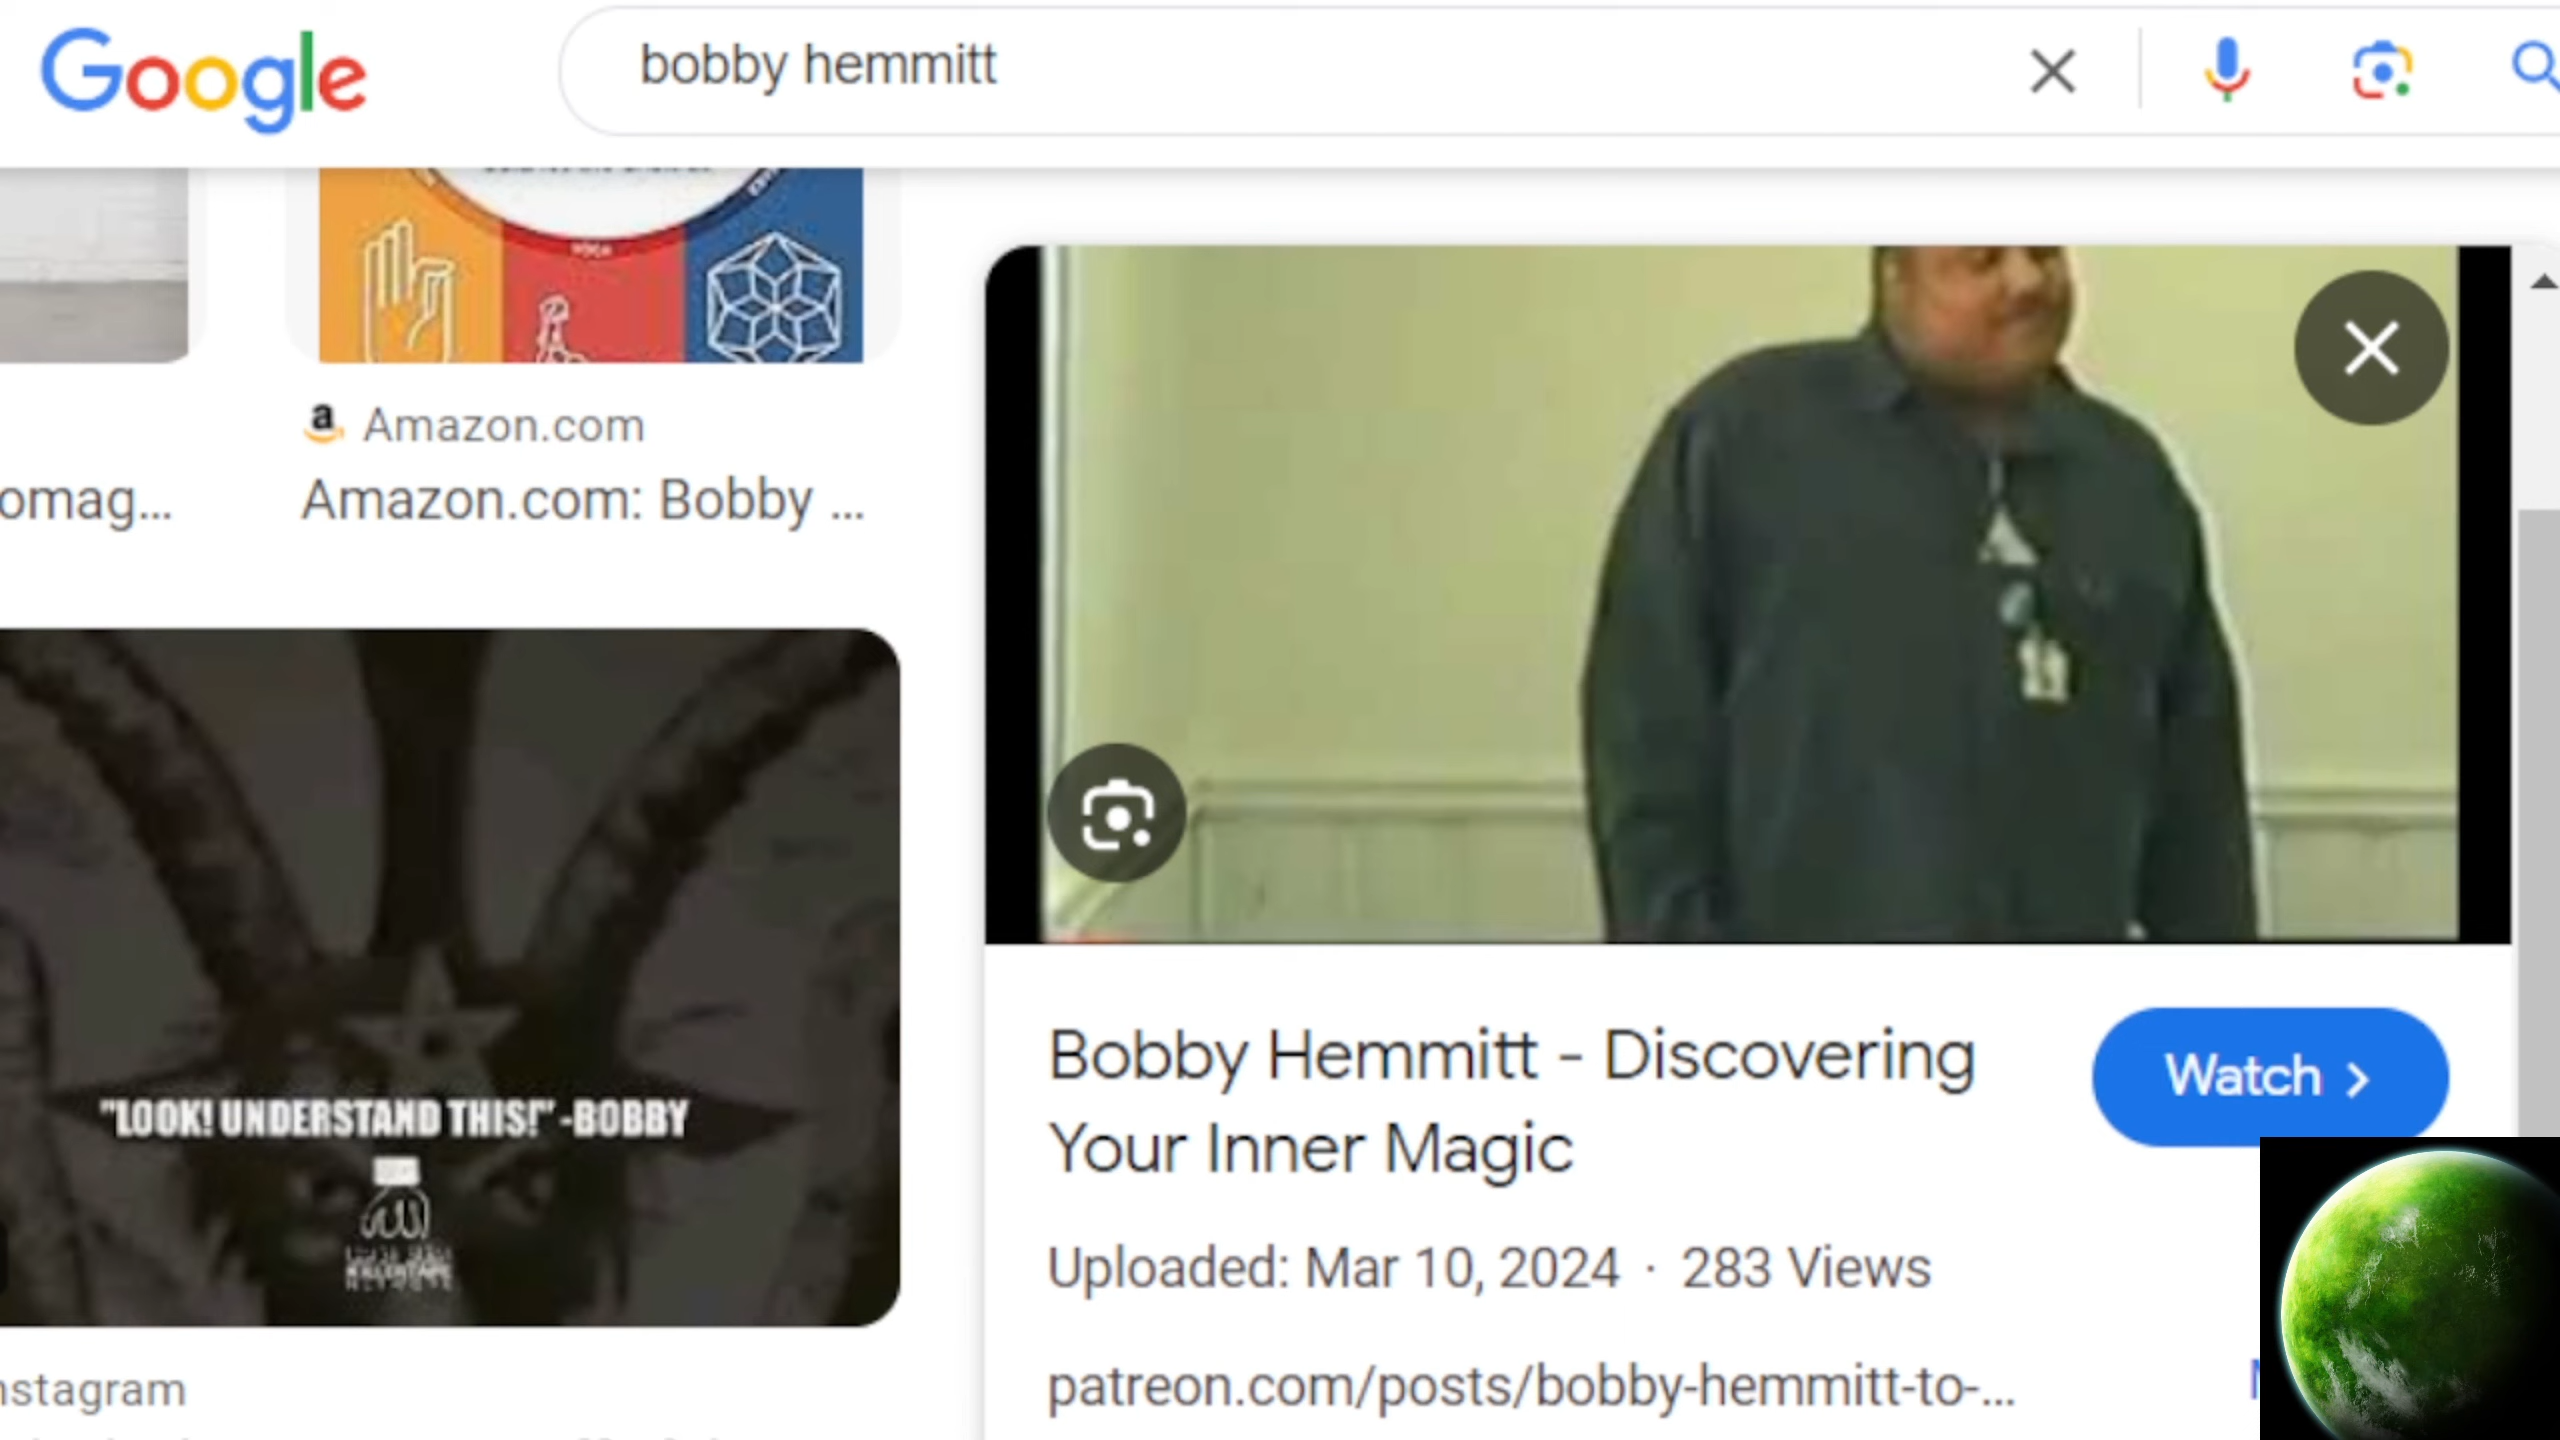 Google
bobby hemmitt
Amazon.com
omag...
Amazon.com: Bobby ...
"LOOK! UNDERSTAND THIS!" -BOBBY
nstagram
Bobby Hemmitt - Discovering
Your Inner Magic
Watch
Uploaded: Mar 10, 2024 · 283 Views
patreon.com/posts/bobby-hemmitt-to-...